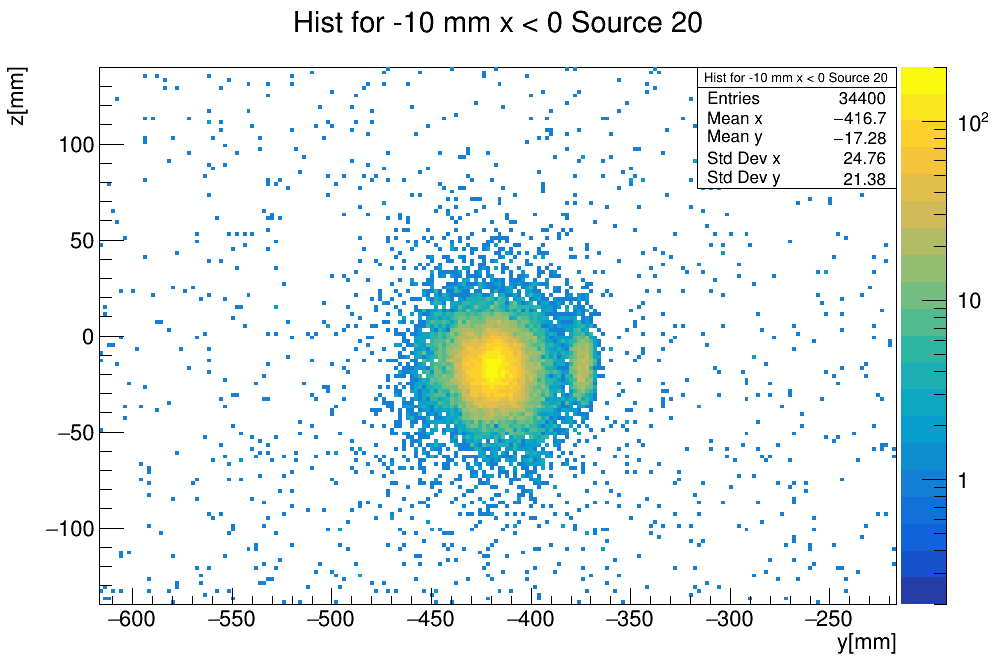 Hist for -10 mm x < 0 Source 20
z[mm]
Hist for -10 mm x < 0 Source 20
Entries 34400
Mean x −416.7
Mean y −17.28
Std Dev x 24.76
Std Dev y 21.38
100
50
0
−50
−100
10²
10
1
−600 −550 −500 −450 −400 −350 −300 −250
y[mm]